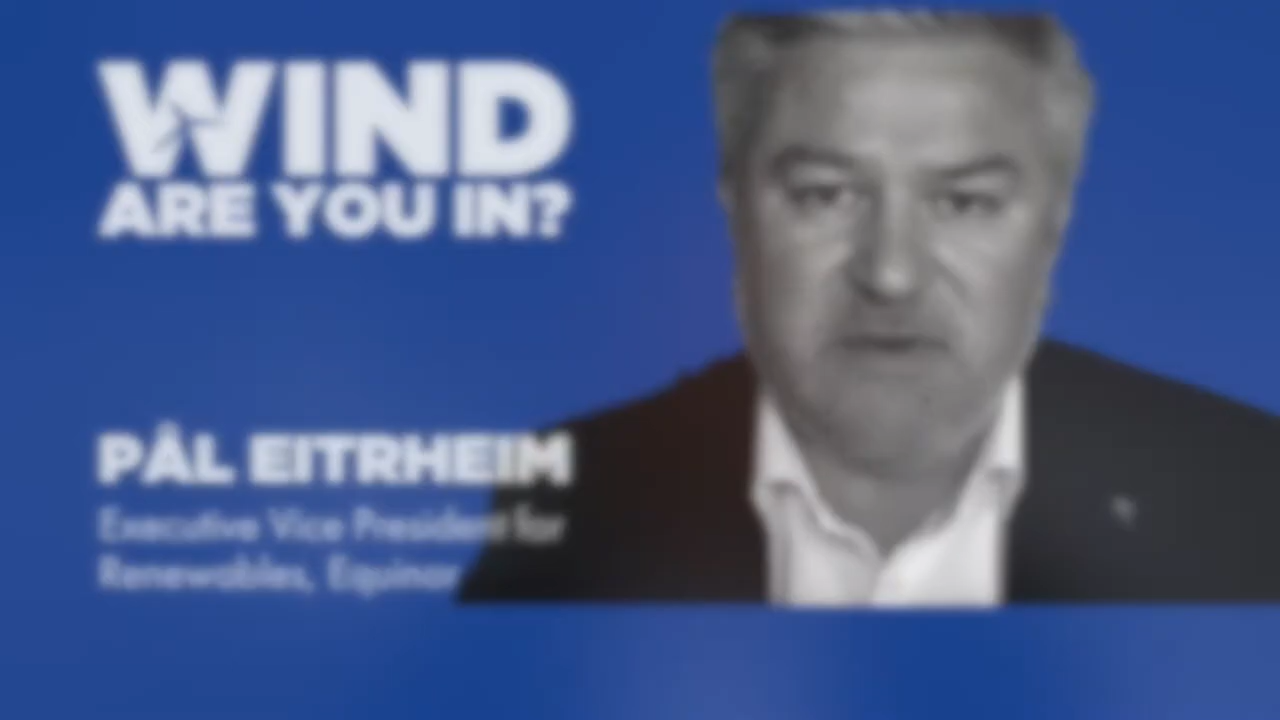 WIND
ARE YOU IN?
PÅL EITRHEIM
Executive Vice President for
Renewables, Equinor